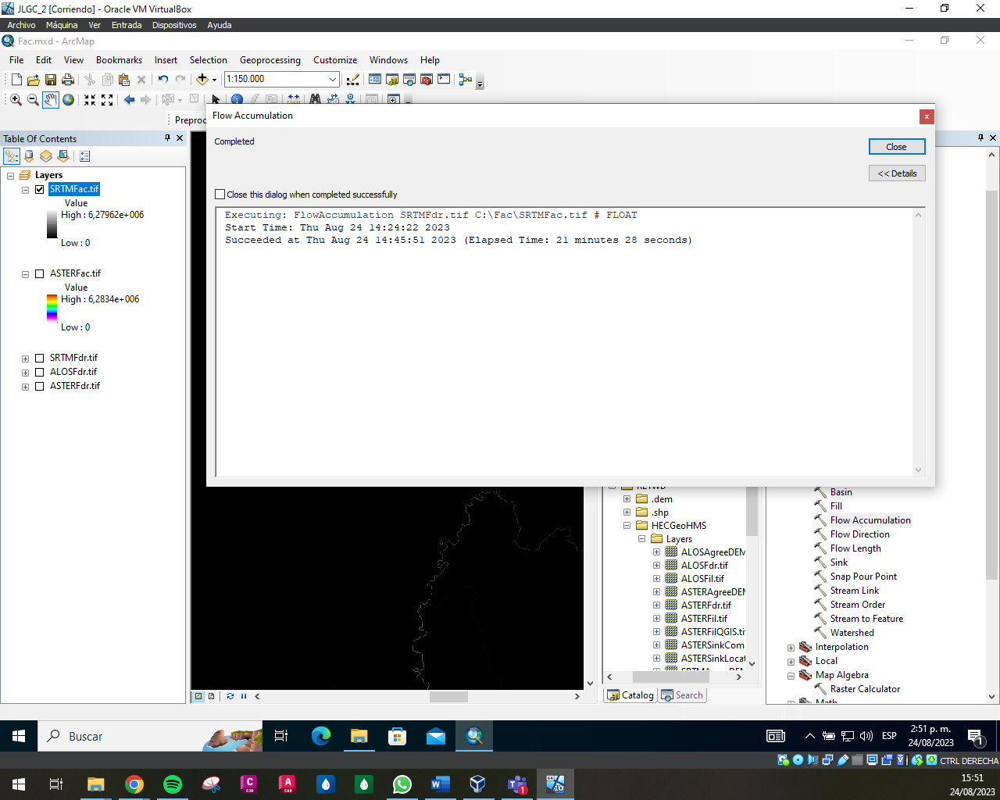 JLGC_2 [Corriendo] - Oracle VM VirtualBox
Archivo Máquina Ver Entrada Dispositivos Ayuda
Fac.mxd - ArcMap
File Edit View Bookmarks Insert Selection Geoprocessing Customize Windows Help
1:150.000
Preproc
Flow Accumulation
Completed
Close
<< Details
Close this dialog when completed successfully
Executing: FlowAccumulation SRTMFdr.tif C:\Fac\SRTMFac.tif # FLOAT
Start Time: Thu Aug 24 14:24:22 2023
Succeeded at Thu Aug 24 14:45:51 2023 (Elapsed Time: 21 minutes 28 seconds)
Table Of Contents
Layers
SRTMFac.tif
Value
High : 6,27962e+006
Low : 0
ASTERFac.tif
Value
High : 6,2834e+006
Low : 0
SRTMFdr.tif
ALOSFdr.tif
ASTERFdr.tif
.dem
.shp
HECGeoHMS
Layers
ALOSAgreeDEM
ALOSFdr.tif
ALOSFil.tif
ASTERAgreeDEM
ASTERFdr.tif
ASTERFil.tif
ASTERFilQGIS.ti
ASTERSinkCom
ASTERSinkLocat
Catalog Search
Basin
Fill
Flow Accumulation
Flow Direction
Flow Length
Sink
Snap Pour Point
Stream Link
Stream Order
Stream to Feature
Watershed
Interpolation
Local
Map Algebra
Raster Calculator
Math
Buscar
ESP
2:51 p. m.
24/08/2023
1
CTRL DERECHA
15:51
24/08/2023